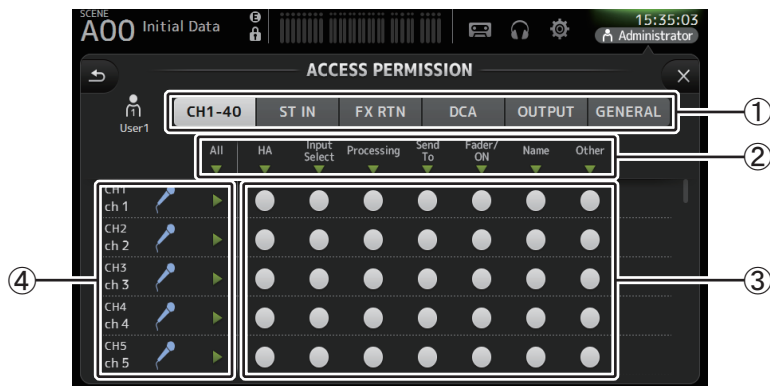 SCENE
A00 Initial Data
E
15:35:03
Administrator
ACCESS PERMISSION
1
User1
CH1-40 ST IN FX RTN DCA OUTPUT GENERAL
①
All HA Input Select Processing Send To Fader/ON Name Other
②
CH1
ch 1
CH2
ch 2
CH3
ch 3
④
③
CH4
ch 4
CH5
ch 5